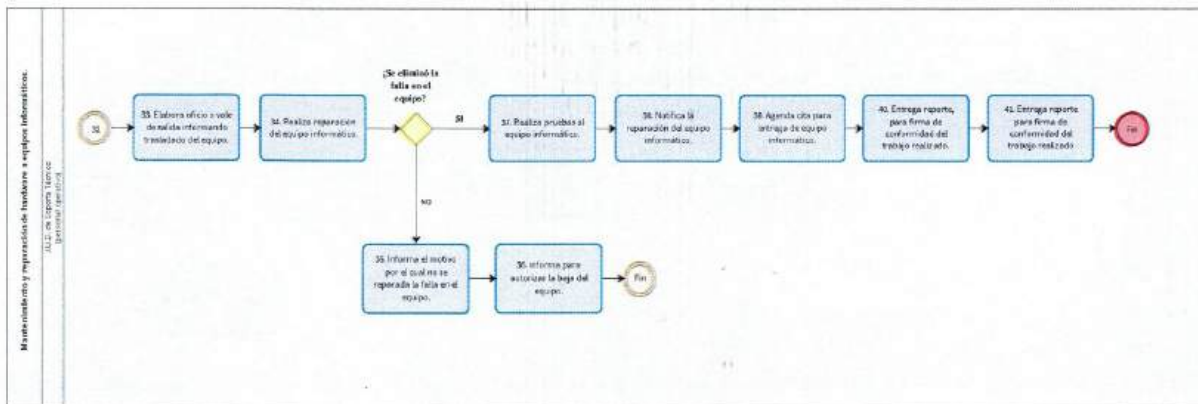 Mantenimiento y reparación de hardware a equipos informáticos.
J.U.D. de Soporte Técnico
(personal operativo)
32
33. Elabora oficio o vale
de salida informando
trasladado del equipo.
34. Realiza reparación
del equipo informático.
¿Se eliminó la
falla en el
equipo?
SI
37. Realiza pruebas al
equipo informático.
38. Notifica la
reparación del equipo
informático.
39. Agenda cita para
entrega de equipo
informático.
40. Entrega reporte,
para firma de
conformidad del
trabajo realizado.
41. Entrega reporte
para firma de
conformidad del
trabajo realizado
Fin
NO
35. Informa el motivo
por el cual no se
reparada la falla en el
equipo.
36. Informa para
autorizar la baja del
equipo.
Fin